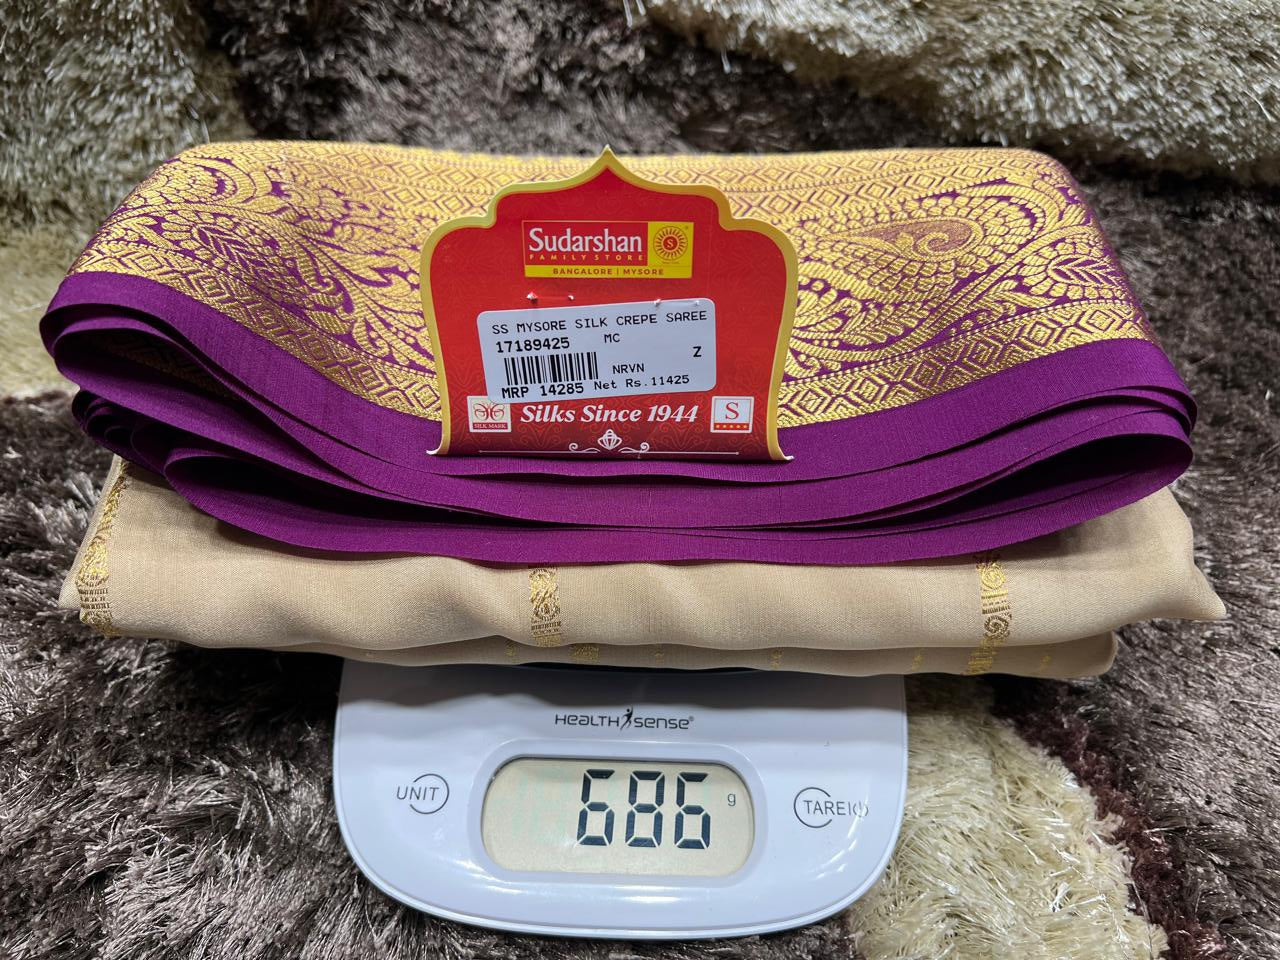 Sudarshan
FAMILY STORE
S
BANGALORE | MYSORE
SS MYSORE SILK CREPE SAREE
17189425 MC
Z
NRVN
MRP 14285 Net Rs.11425
SILK MARK
Silks Since 1944
S
HEALTH SENSE®
UNIT
686 g
TARE